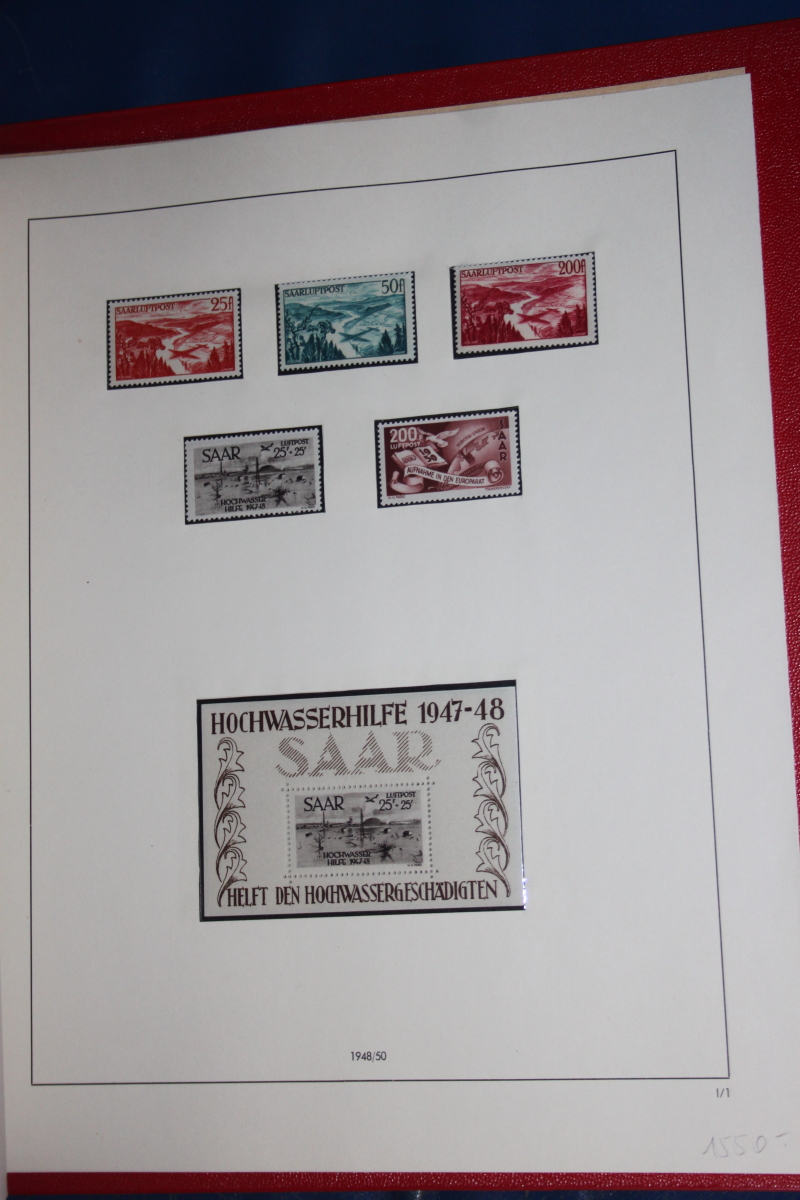 SAARLUFTPOST 25f
SAARLUFTPOST 50f
SAARLUFTPOST 200f
SAAR LUFTPOST
25F+25F
HOCHWASSER
HILFE 1947-48
200F SAAR
LUFTPOST
AUFNAHME IN DEN EUROPARAT
HOCHWASSERHILFE 1947-48
SAAR
SAAR LUFTPOST
25F+25F
HOCHWASSER
HILFE 1947-48
HELFT DEN HOCHWASSERGESCHÄDIGTEN
1948/50
I/1
1550.-